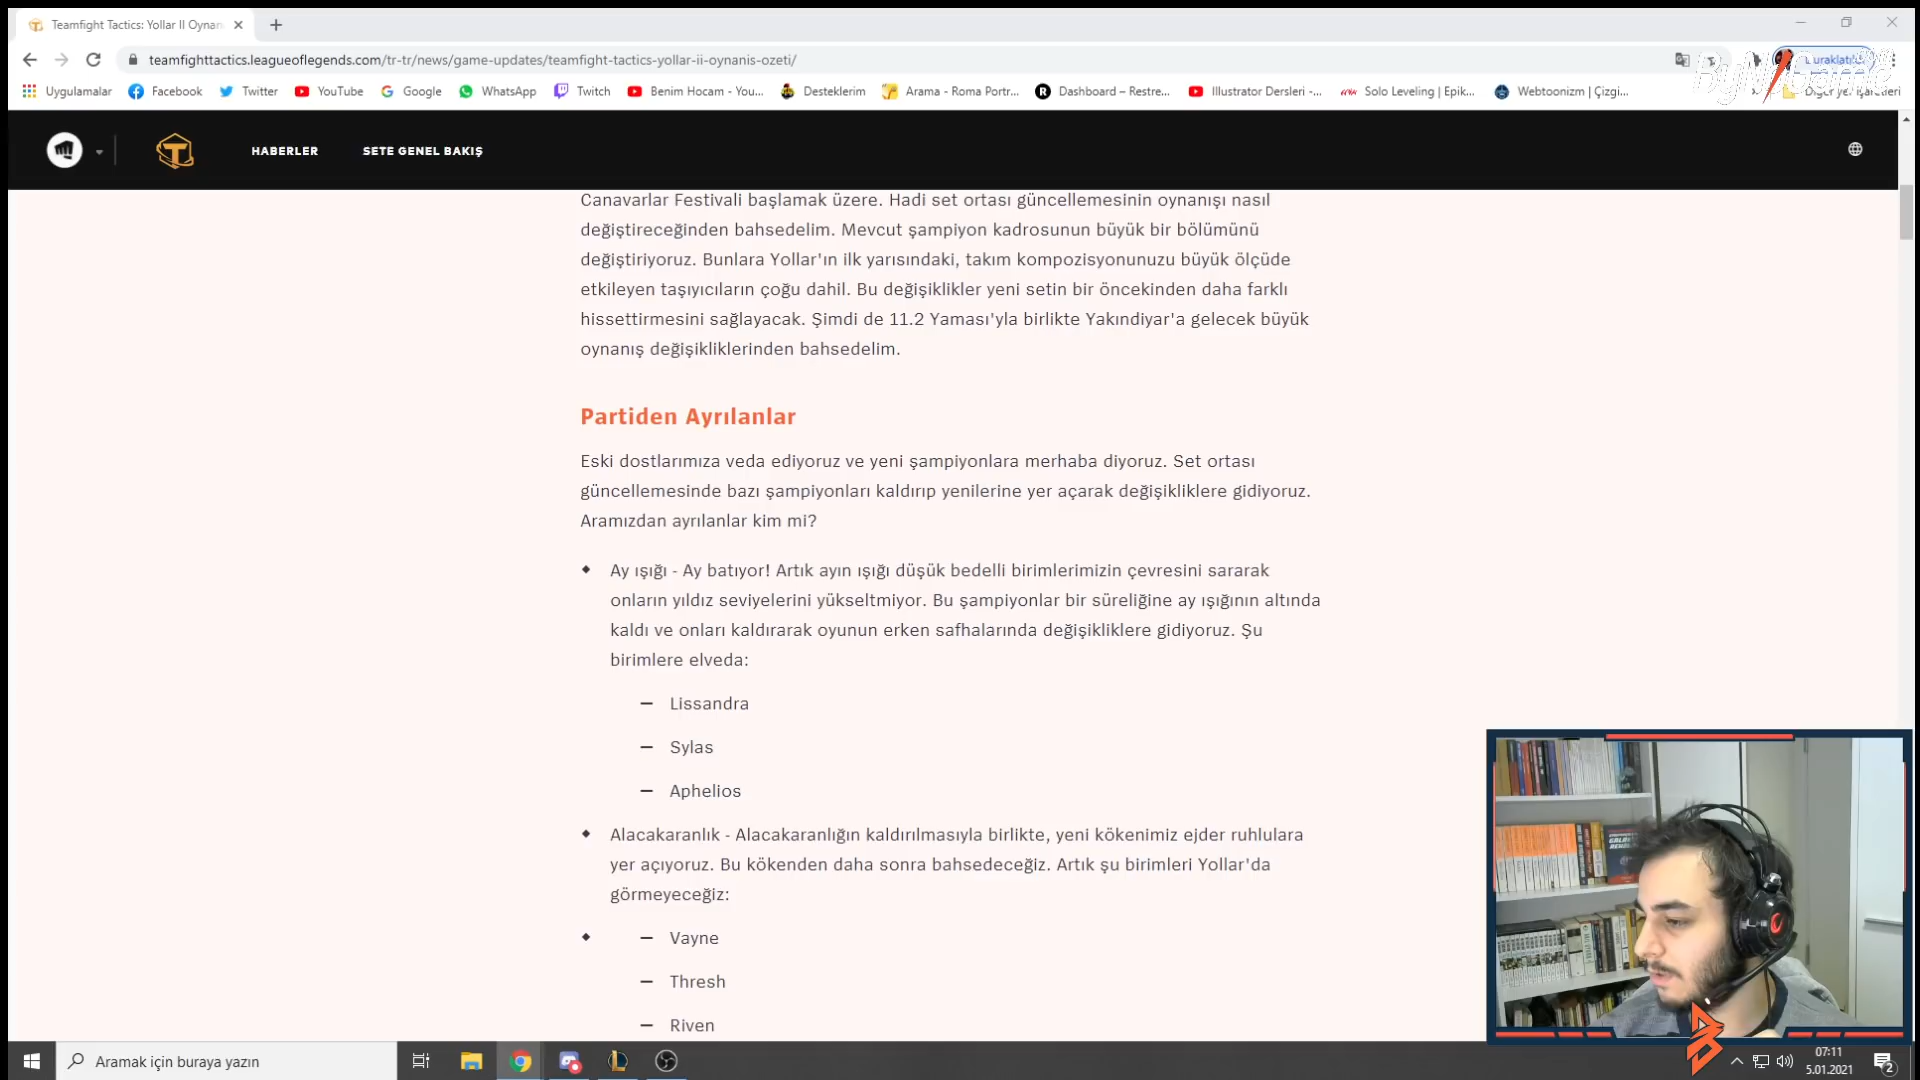 Teamfight Tactics: Yollar II Oynan
teamfighttactics.leagueoflegends.com/tr-tr/news/game-updates/teamfight-tactics-yollar-ii-oynanis-ozeti/
Uygulamalar Facebook Twitter YouTube Google WhatsApp Twitch Benim Hocam - You... Desteklerim Arama - Roma Portr... Dashboard – Restre... Illustrator Dersleri -... Solo Leveling | Epik... Webtoonizm | Çizgi...
HABERLER SETE GENEL BAKIŞ
Canavarlar Festivali başlamak üzere. Hadi set ortası güncellemesinin oynanışı nasıl
değiştireceğinden bahsedelim. Mevcut şampiyon kadrosunun büyük bir bölümünü
değiştiriyoruz. Bunlara Yollar'ın ilk yarısındaki, takım kompozisyonunuzu büyük ölçüde
etkileyen taşıyıcıların çoğu dahil. Bu değişiklikler yeni setin bir öncekinden daha farklı
hissettirmesini sağlayacak. Şimdi de 11.2 Yaması'yla birlikte Yakındiyar'a gelecek büyük
oynanış değişikliklerinden bahsedelim.
Partiden Ayrılanlar
Eski dostlarımıza veda ediyoruz ve yeni şampiyonlara merhaba diyoruz. Set ortası
güncellemesinde bazı şampiyonları kaldırıp yenilerine yer açarak değişikliklere gidiyoruz.
Aramızdan ayrılanlar kim mi?
Ay ışığı - Ay batıyor! Artık ayın ışığı düşük bedelli birimlerimizin çevresini sararak
onların yıldız seviyelerini yükseltmiyor. Bu şampiyonlar bir süreliğine ay ışığının altında
kaldı ve onları kaldırarak oyunun erken safhalarında değişikliklere gidiyoruz. Şu
birimlere elveda:
— Lissandra
— Sylas
— Aphelios
Alacakaranlık - Alacakaranlığın kaldırılmasıyla birlikte, yeni kökenimiz ejder ruhlulara
yer açıyoruz. Bu kökenden daha sonra bahsedeceğiz. Artık şu birimleri Yollar'da
görmeyeceğiz:
— Vayne
— Thresh
— Riven
Aramak için buraya yazın
07:11
5.01.2021
2